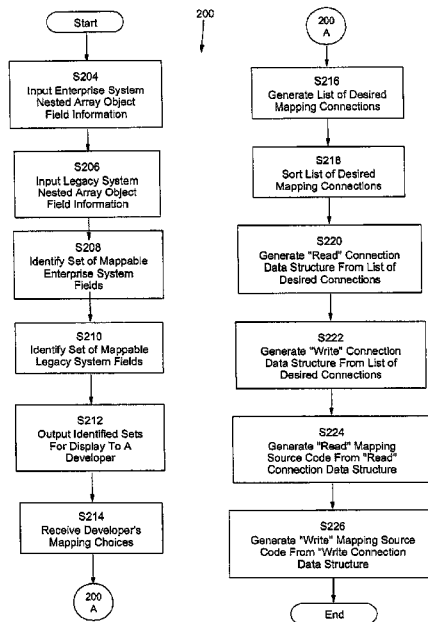 Start
S204
Input Enterprise System
Nested Array Object
Field Information
S206
Input Legacy System
Nested Array Object
Field Information
S208
Identify Set of Mappable
Enterprise System
Fields
S210
Identify Set of Mappable
Legacy System Fields
S212
Output Identified Sets
For Display To A
Developer
S214
Receive Developer's
Mapping Choices
200
A
200
200
A
S216
Generate List of Desired
Mapping Connections
S218
Sort List of Desired
Mapping Connections
S220
Generate "Read" Connection
Data Structure From List of
Desired Connections
S222
Generate "Write" Connection
Data Structure From List of
Desired Connections
S224
Generate "Read" Mapping
Source Code From "Read"
Connection Data Structure
S226
Generate "Write" Mapping Source
Code From "Write Connection
Data Structure
End